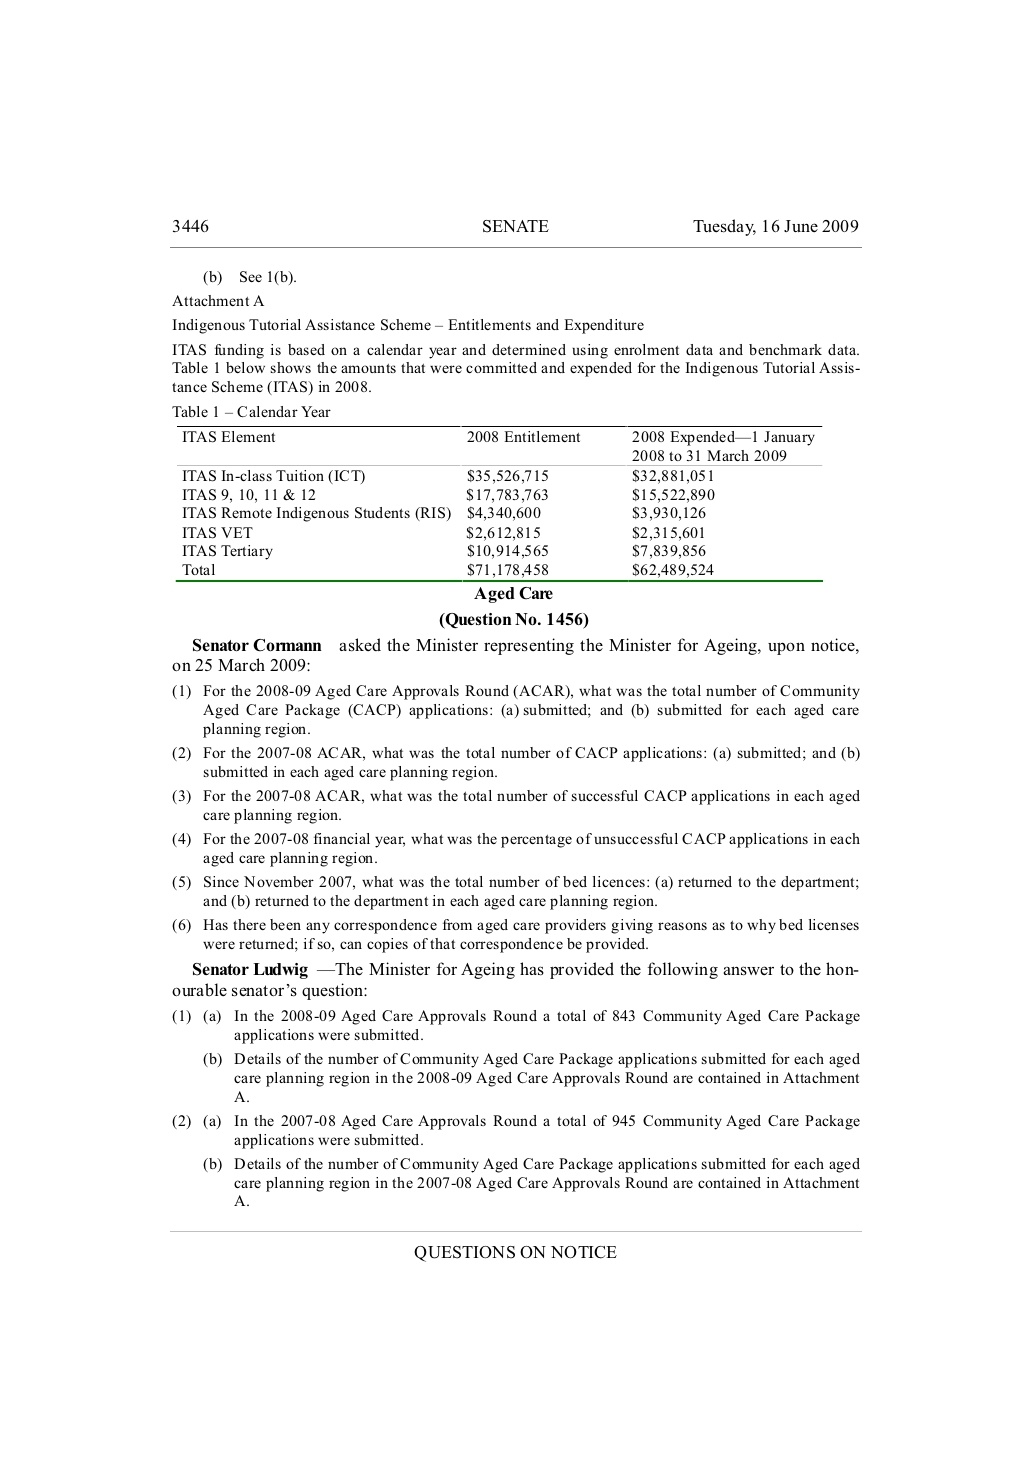 3446 SENATE Tuesday, 16 June 2009
(b) See 1(b).
Attachment A
Indigenous Tutorial Assistance Scheme – Entitlements and Expenditure
ITAS funding is based on a calendar year and determined using enrolment data and benchmark data.
Table 1 below shows the amounts that were committed and expended for the Indigenous Tutorial Assis-
tance Scheme (ITAS) in 2008.
Table 1 – Calendar Year
ITAS Element 2008 Entitlement 2008 Expended—1 January
2008 to 31 March 2009
ITAS In-class Tuition (ICT) $35,526,715 $32,881,051
ITAS 9, 10, 11 & 12 $17,783,763 $15,522,890
ITAS Remote Indigenous Students (RIS) $4,340,600 $3,930,126
ITAS VET $2,612,815 $2,315,601
ITAS Tertiary $10,914,565 $7,839,856
Total $71,178,458 $62,489,524
Aged Care
(Question No. 1456)
Senator Cormann asked the Minister representing the Minister for Ageing, upon notice,
on 25 March 2009:
(1) For the 2008-09 Aged Care Approvals Round (ACAR), what was the total number of Community
Aged Care Package (CACP) applications: (a) submitted; and (b) submitted for each aged care
planning region.
(2) For the 2007-08 ACAR, what was the total number of CACP applications: (a) submitted; and (b)
submitted in each aged care planning region.
(3) For the 2007-08 ACAR, what was the total number of successful CACP applications in each aged
care planning region.
(4) For the 2007-08 financial year, what was the percentage of unsuccessful CACP applications in each
aged care planning region.
(5) Since November 2007, what was the total number of bed licences: (a) returned to the department;
and (b) returned to the department in each aged care planning region.
(6) Has there been any correspondence from aged care providers giving reasons as to why bed licenses
were returned; if so, can copies of that correspondence be provided.
Senator Ludwig —The Minister for Ageing has provided the following answer to the hon-
ourable senator’s question:
(1) (a) In the 2008-09 Aged Care Approvals Round a total of 843 Community Aged Care Package
applications were submitted.
(b) Details of the number of Community Aged Care Package applications submitted for each aged
care planning region in the 2008-09 Aged Care Approvals Round are contained in Attachment
A.
(2) (a) In the 2007-08 Aged Care Approvals Round a total of 945 Community Aged Care Package
applications were submitted.
(b) Details of the number of Community Aged Care Package applications submitted for each aged
care planning region in the 2007-08 Aged Care Approvals Round are contained in Attachment
A.
QUESTIONS ON NOTICE